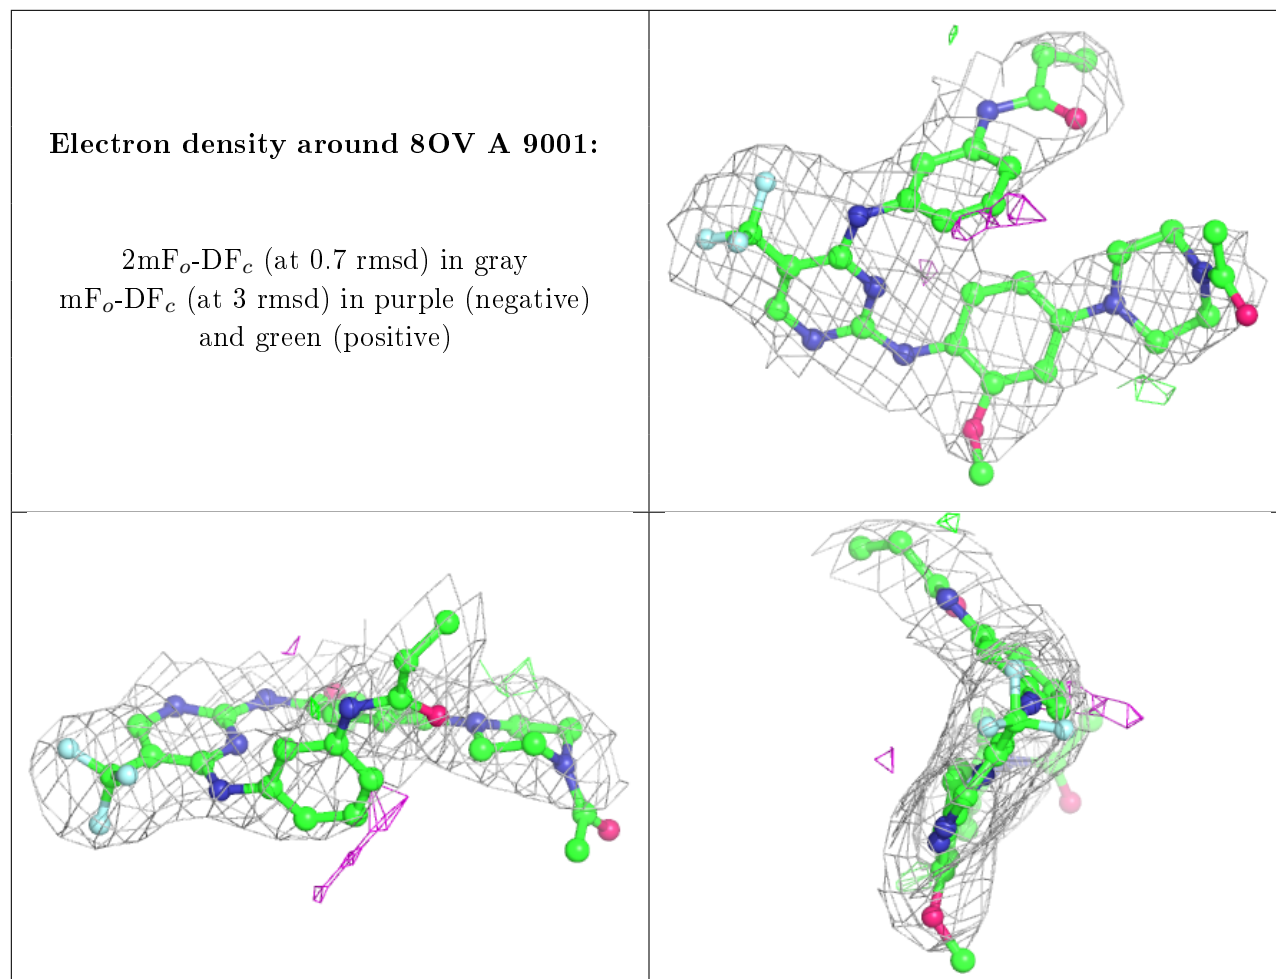 Electron density around 8OV A 9001:
2mFo-DFc (at 0.7 rmsd) in gray
mFo-DFc (at 3 rmsd) in purple (negative)
and green (positive)